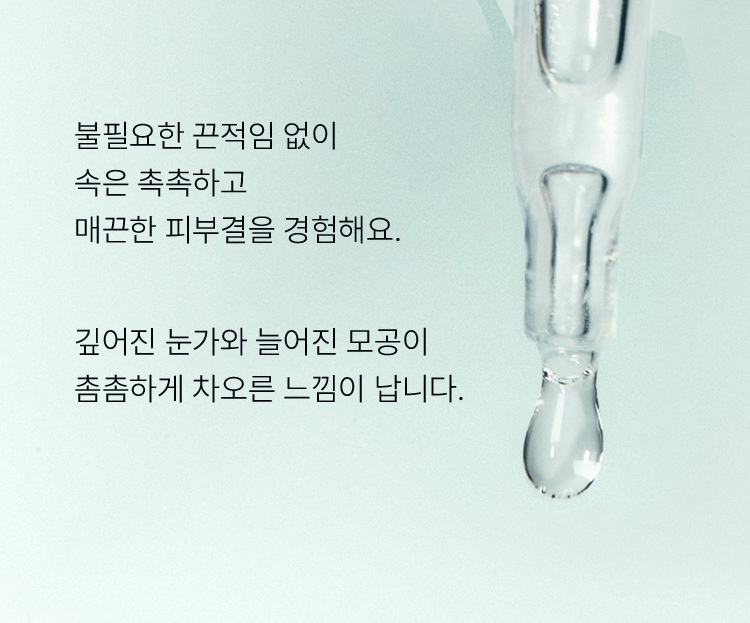 불필요한 끈적임 없이
속은 촉촉하고
매끈한 피부결을 경험해요.
깊어진 눈가와 늘어진 모공이
촘촘하게 차오른 느낌이 납니다.